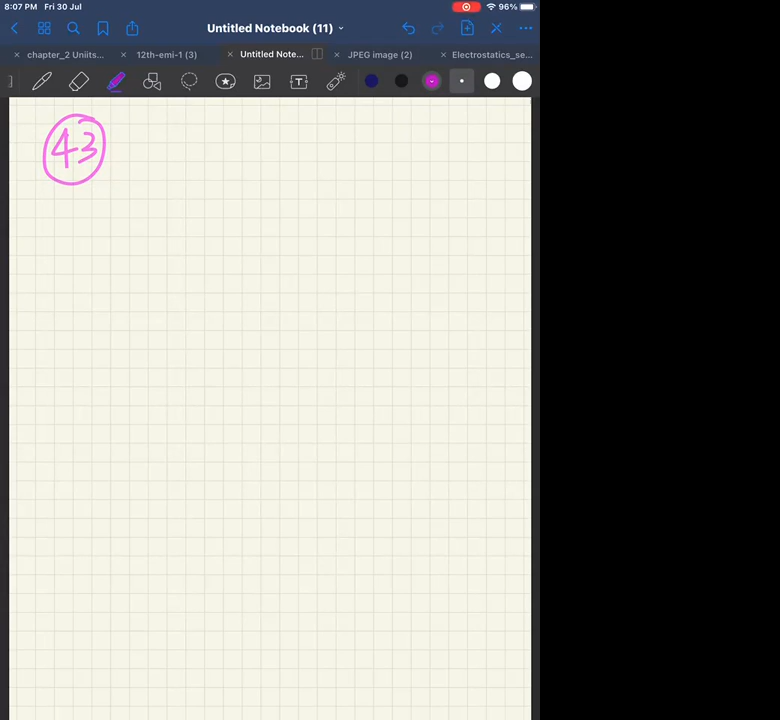 8:07 PM Fri 30 Jul 96%
Untitled Notebook (11)
chapter_2 Uniits... 12th-emi-1 (3) Untitled Note... JPEG image (2) Electrostatics_se...
T
43